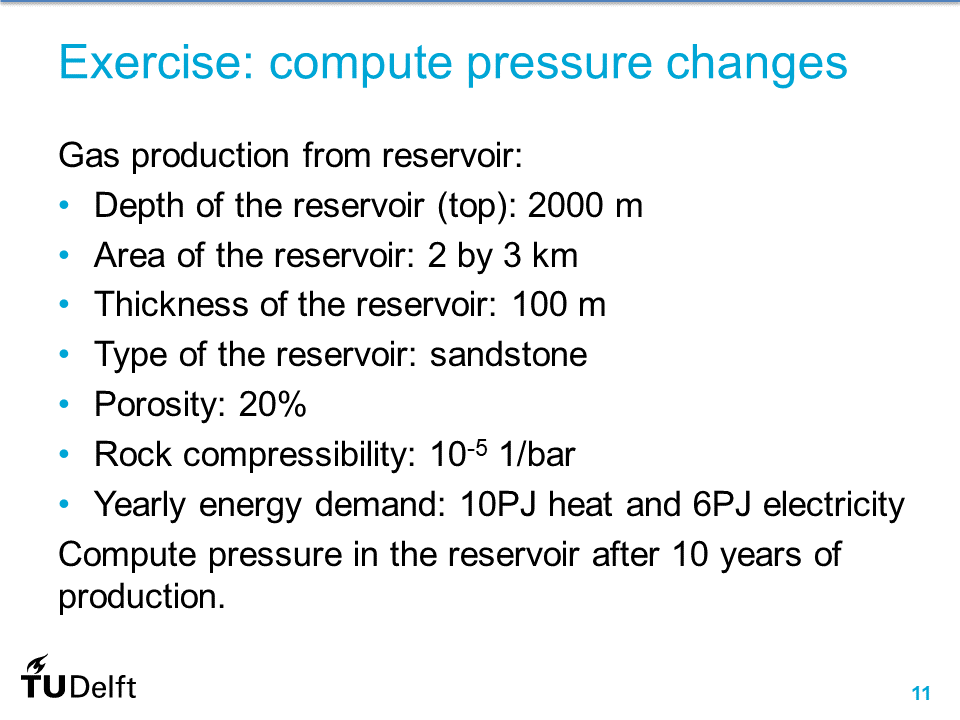 Exercise: compute pressure changes
Gas production from reservoir:
• Depth of the reservoir (top): 2000 m
• Area of the reservoir: 2 by 3 km
• Thickness of the reservoir: 100 m
• Type of the reservoir: sandstone
• Porosity: 20%
• Rock compressibility: 10⁻⁵ 1/bar
• Yearly energy demand: 10PJ heat and 6PJ electricity
Compute pressure in the reservoir after 10 years of
production.
TUDelft
11